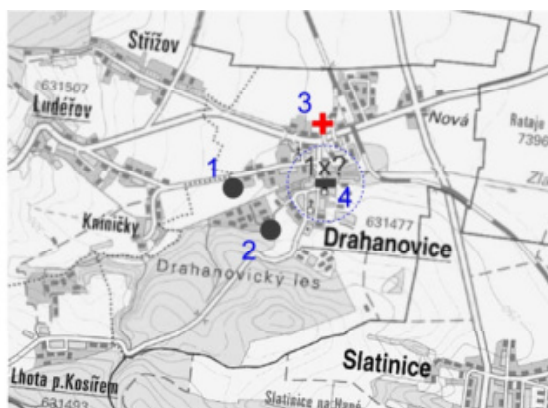 Střížov
631507
Luděřov
3
Nová
Rataje
7396
1
1x?
Zla
4
Kníničky
631477
2
Drahanovice
Drahanovický les
Slatinice
Lhota p.Kosířem
631493
Slatinice na Hané